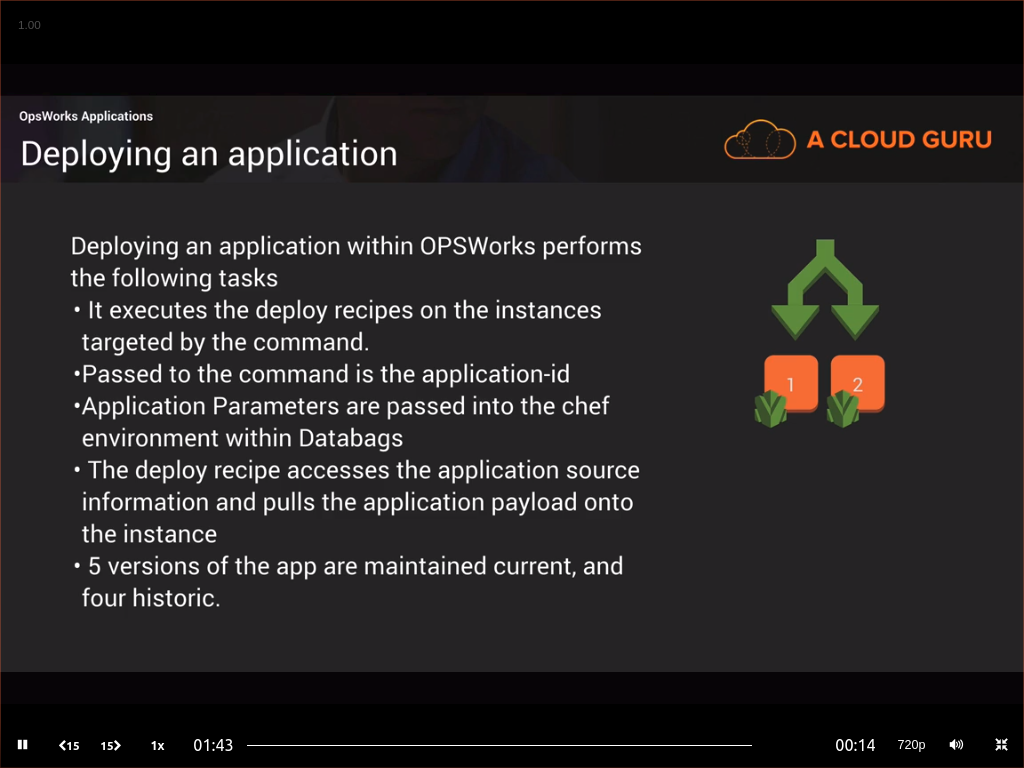 1.00
OpsWorks Applications
Deploying an application
A CLOUD GURU
Deploying an application within OPSWorks performs
the following tasks
• It executes the deploy recipes on the instances
targeted by the command.
•Passed to the command is the application-id
•Application Parameters are passed into the chef
environment within Databags
• The deploy recipe accesses the application source
information and pulls the application payload onto
the instance
• 5 versions of the app are maintained current, and
four historic.
1 2
15 15 1x 01:43 00:14 720p